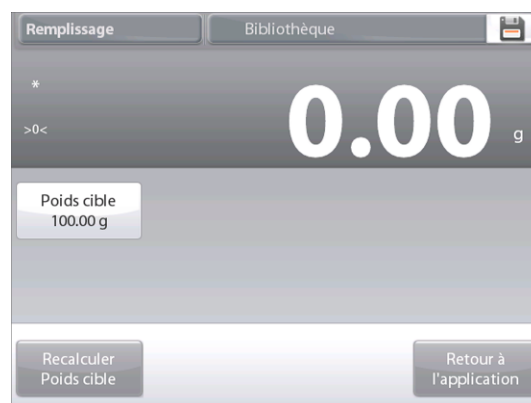 Remplissage
Bibliothèque
*
>0<
0.00 g
Poids cible
100.00 g
Recalculer
Poids cible
Retour à
l'application